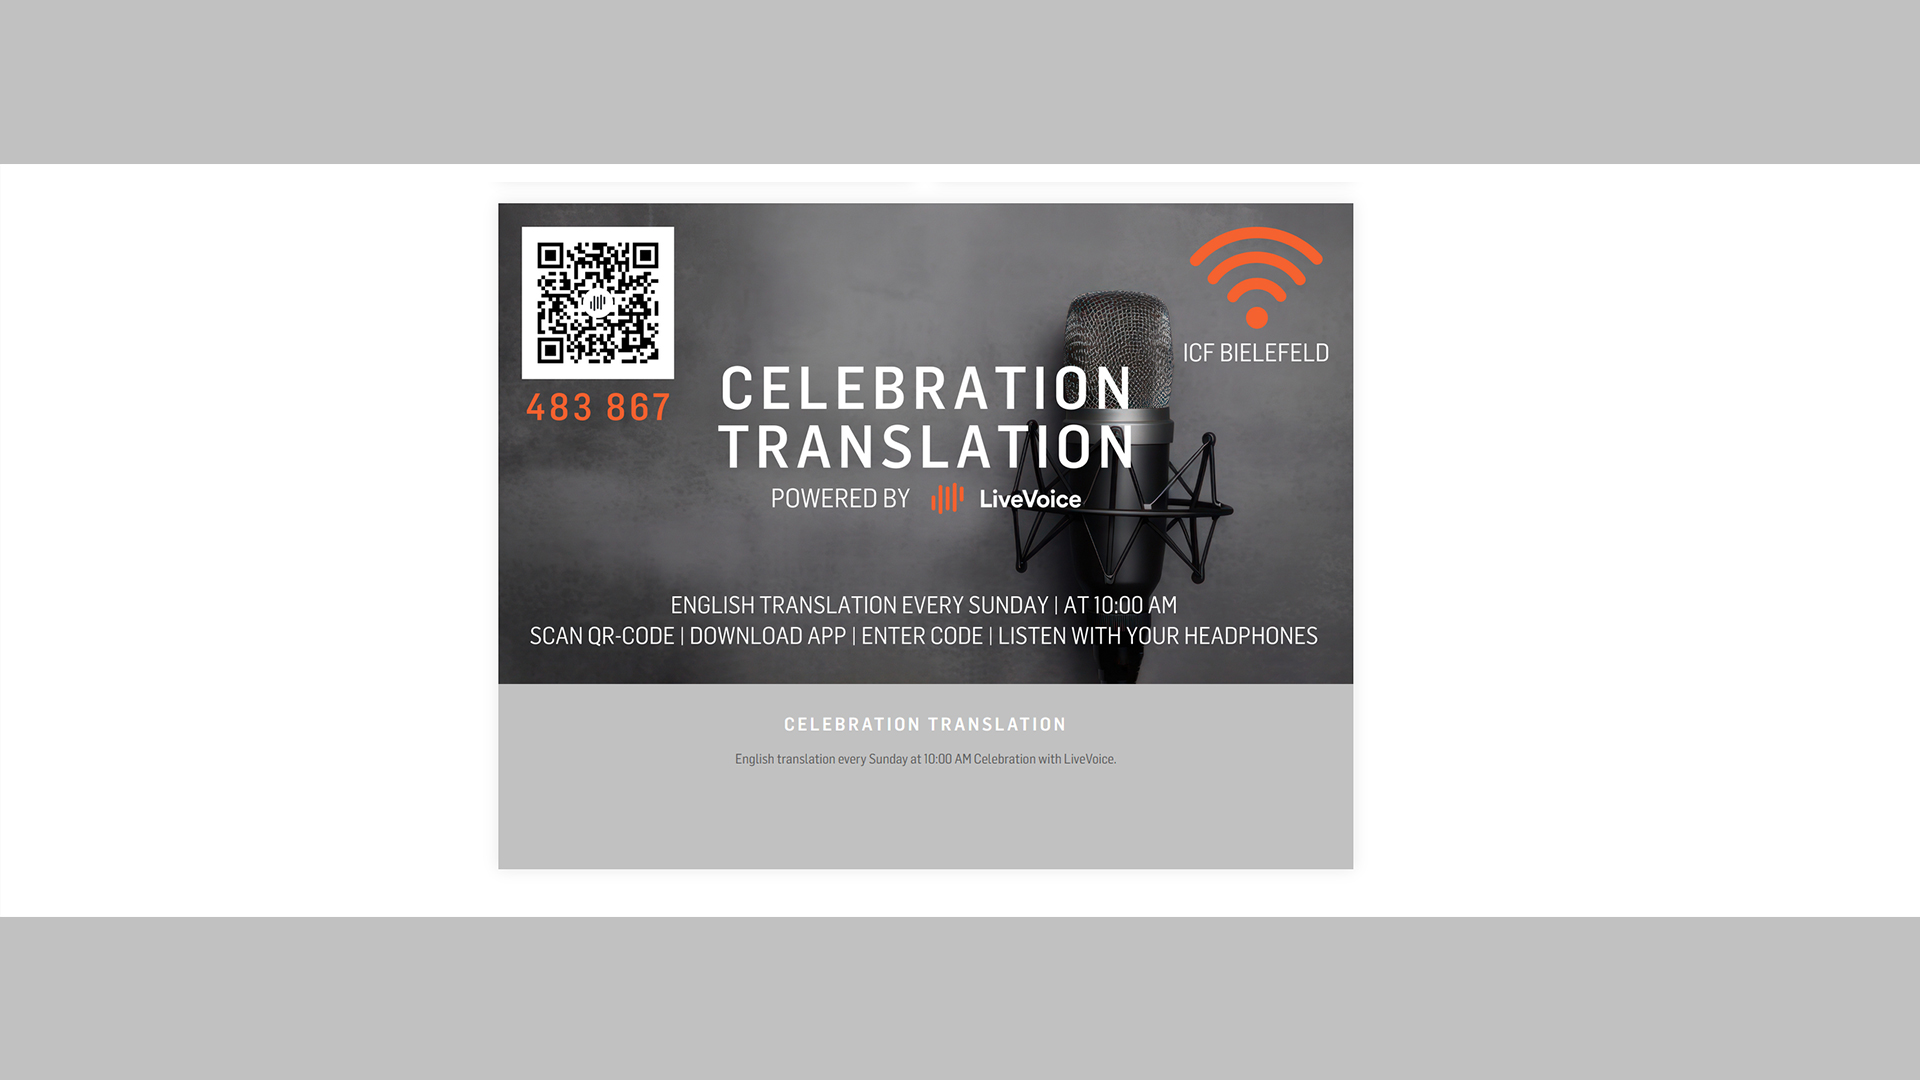 483 867
ICF BIELEFELD
CELEBRATION
TRANSLATION
POWERED BY LiveVoice
ENGLISH TRANSLATION EVERY SUNDAY | AT 10:00 AM
SCAN QR-CODE | DOWNLOAD APP | ENTER CODE | LISTEN WITH YOUR HEADPHONES
CELEBRATION TRANSLATION
English translation every Sunday at 10:00 AM Celebration with LiveVoice.